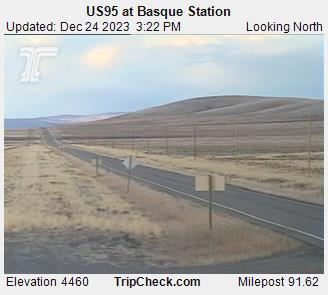 US95 at Basque Station
Updated: Dec 24 2023 3:22 PM Looking North
Elevation 4460 TripCheck.com Milepost 91.62